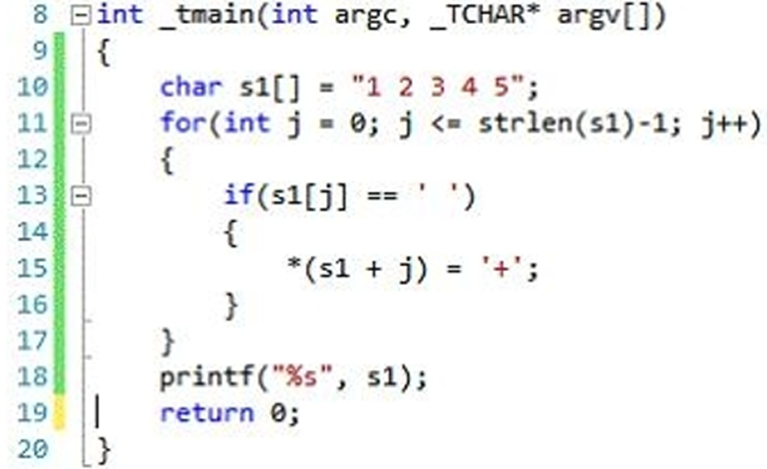 8 int _tmain(int argc, _TCHAR* argv[])
9 {
10 char s1[] = "1 2 3 4 5";
11 for(int j = 0; j <= strlen(s1)-1; j++)
12 {
13 if(s1[j] == ' ')
14 {
15 *(s1 + j) = '+';
16 }
17 }
18 printf("%s", s1);
19 return 0;
20 }